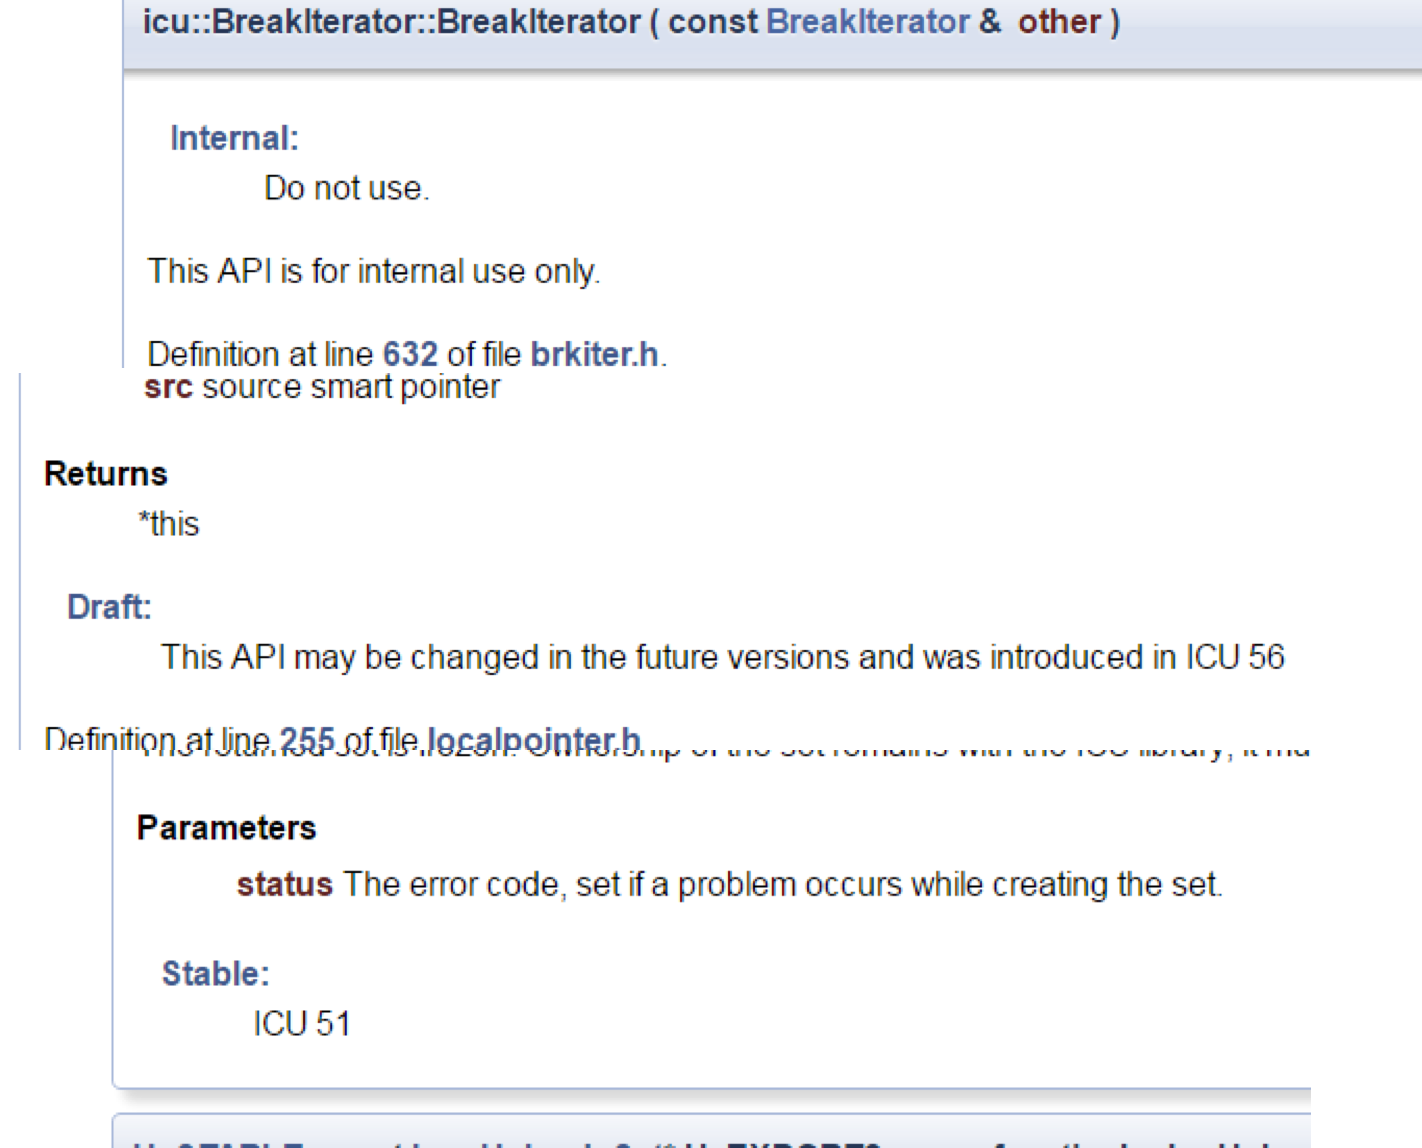 icu::BreakIterator::BreakIterator ( const BreakIterator & other )
Internal:
Do not use.
This API is for internal use only.
Definition at line 632 of file brkiter.h.
src source smart pointer
Returns
*this
Draft:
This API may be changed in the future versions and was introduced in ICU 56
Definition at line 255 of file localpointer.h
Parameters
status The error code, set if a problem occurs while creating the set.
Stable:
ICU 51